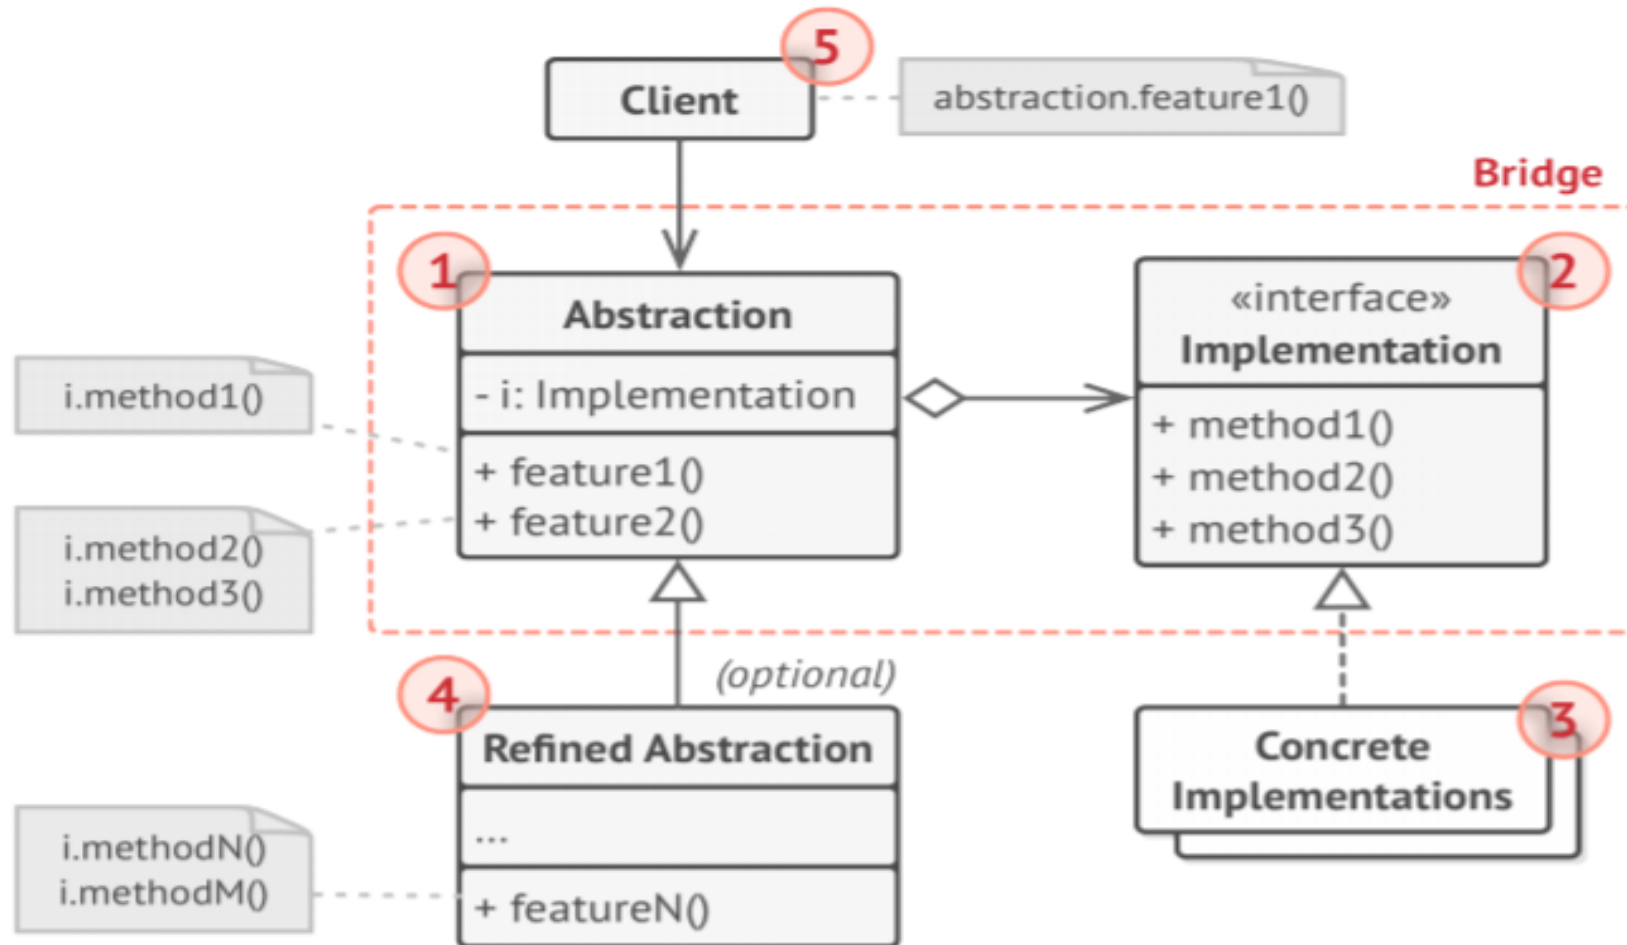 5
Client
abstraction.feature1()
Bridge
1
Abstraction
- i: Implementation
+ feature1()
+ feature2()
2
«interface»
Implementation
+ method1()
+ method2()
+ method3()
i.method1()
i.method2()
i.method3()
(optional)
4
Refined Abstraction
...
+ featureN()
3
Concrete
Implementations
i.methodN()
i.methodM()